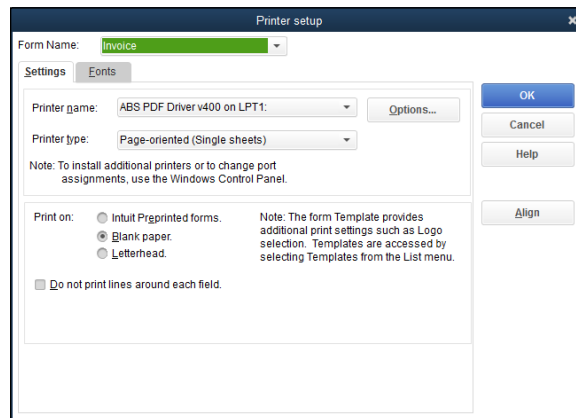 Printer setup
Form Name: Invoice
Settings Fonts
Printer name: ABS PDF Driver v400 on LPT1: Options...
OK
Printer type: Page-oriented (Single sheets)
Cancel
Help
Note: To install additional printers or to change port
assignments, use the Windows Control Panel.
Align
Print on:
Intuit Preprinted forms.
Blank paper.
Letterhead.
Note: The form Template provides
additional print settings such as Logo
selection. Templates are accessed by
selecting Templates from the List menu.
Do not print lines around each field.